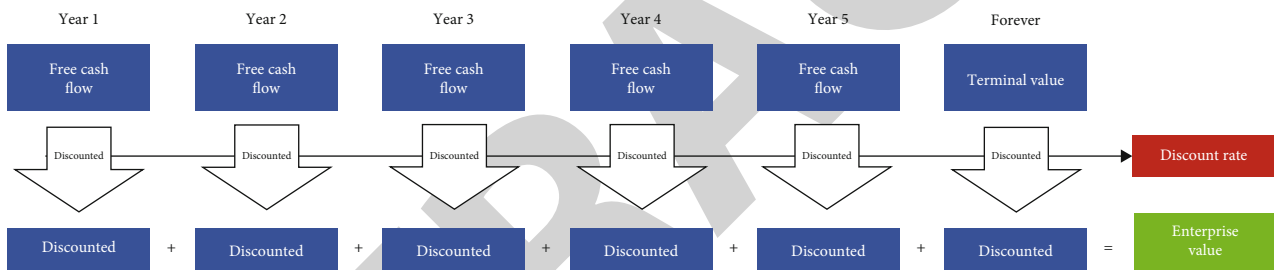 Year 1 Year 2 Year 3 Year 4 Year 5 Forever
Free cash Free cash Free cash Free cash Free cash Terminal value
flow flow flow flow flow
Discounted Discounted Discounted Discounted Discounted Discounted Discount rate
Discounted + Discounted + Discounted + Discounted + Discounted + Discounted = Enterprise
value